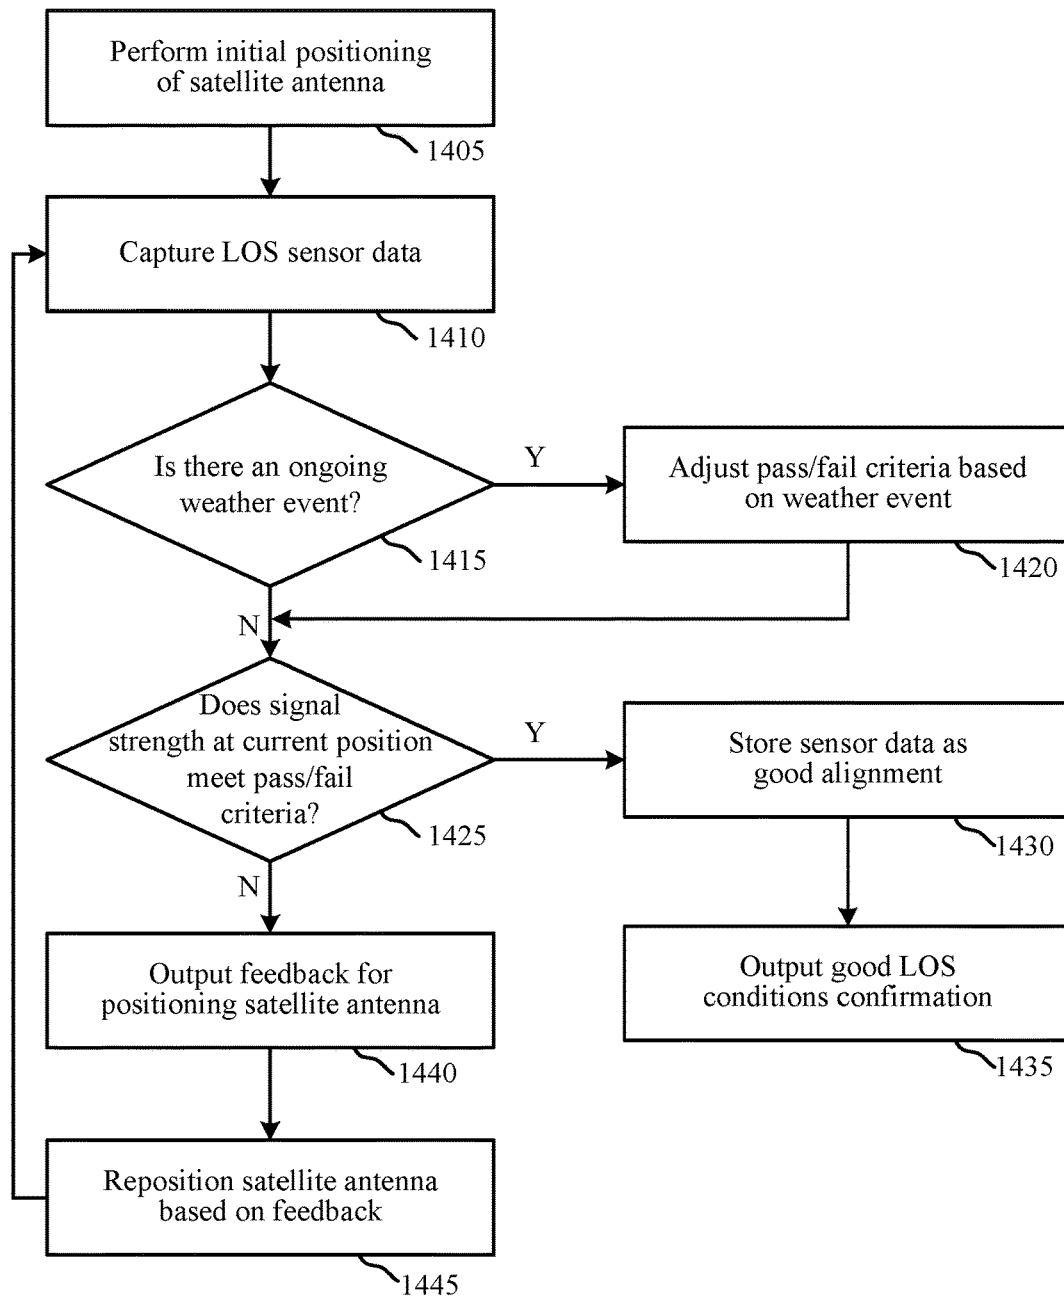 Perform initial positioning
of satellite antenna
1405
Capture LOS sensor data
1410
Is there an ongoing
weather event?
1415
Y
Adjust pass/fail criteria based
on weather event
1420
N
Does signal
strength at current position
meet pass/fail
criteria?
1425
Y
Store sensor data as
good alignment
1430
N
Output good LOS
conditions confirmation
1435
Output feedback for
positioning satellite antenna
1440
Reposition satellite antenna
based on feedback
1445